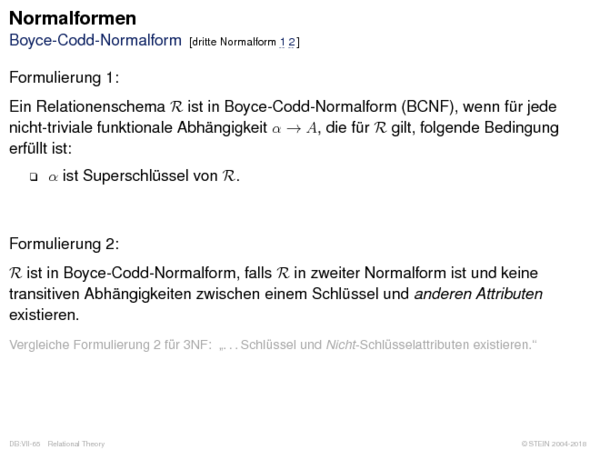 Normalformen
Boyce-Codd-Normalform [dritte Normalform 1 2]
Formulierung 1:
Ein Relationenschema ℛ ist in Boyce-Codd-Normalform (BCNF), wenn für jede
nicht-triviale funktionale Abhängigkeit α → A, die für ℛ gilt, folgende Bedingung
erfüllt ist:
❑ α ist Superschlüssel von ℛ.
Formulierung 2:
ℛ ist in Boyce-Codd-Normalform, falls ℛ in zweiter Normalform ist und keine
transitiven Abhängigkeiten zwischen einem Schlüssel und anderen Attributen
existieren.
Vergleiche Formulierung 2 für 3NF: „. . . Schlüssel und Nicht-Schlüsselattributen existieren.“
DB:VII-66 Relational Theory © STEIN 2004-2018